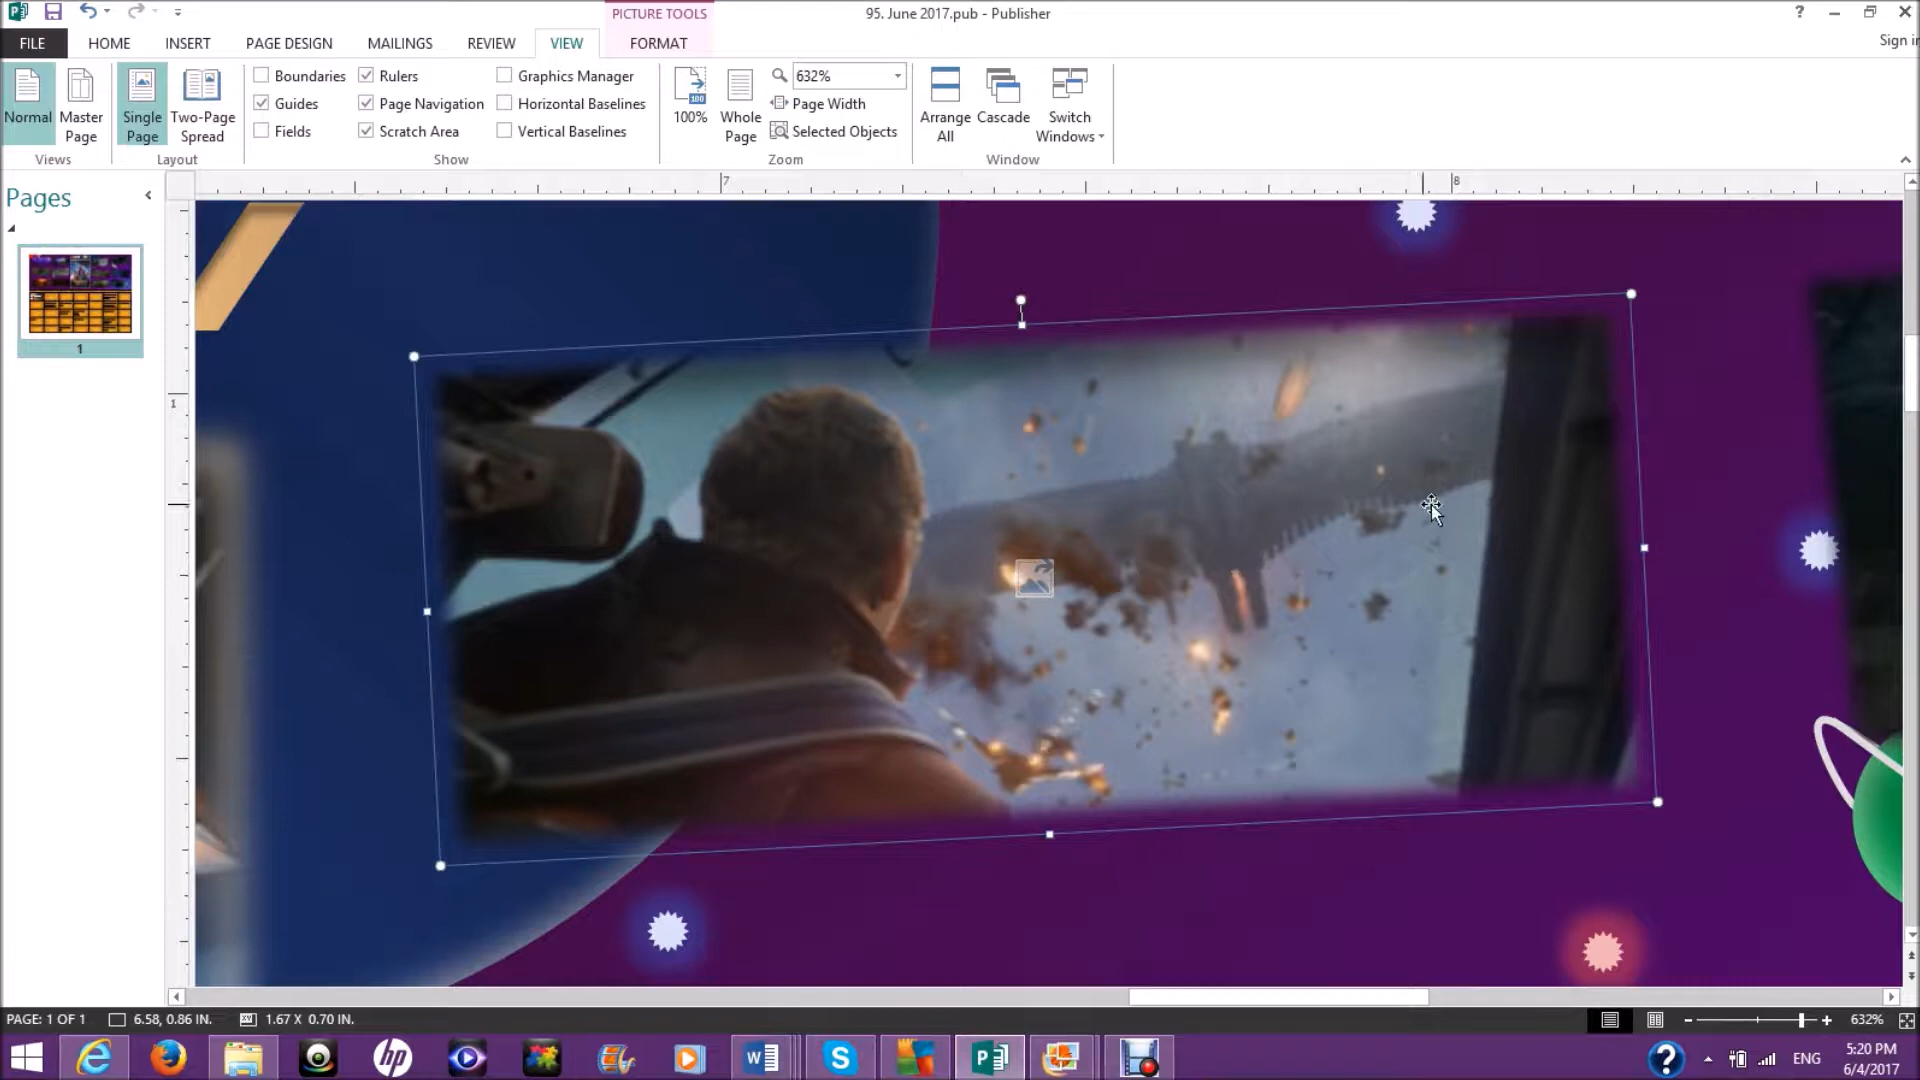 PICTURE TOOLS
95. June 2017.pub - Publisher
?
Sign in
FILE HOME INSERT PAGE DESIGN MAILINGS REVIEW VIEW FORMAT
Normal
Master Page
Single Page
Two-Page Spread
Boundaries
Guides
Fields
Rulers
Page Navigation
Scratch Area
Graphics Manager
Horizontal Baselines
Vertical Baselines
100%
Whole Page
632%
Page Width
Selected Objects
Arrange All
Cascade
Switch Windows
Views
Layout
Show
Zoom
Window
Pages
1
7
8
1
PAGE: 1 OF 1
6.58, 0.86 IN.
1.67 X 0.70 IN.
632%
hp
W
S
P
?
ENG
5:20 PM
6/4/2017